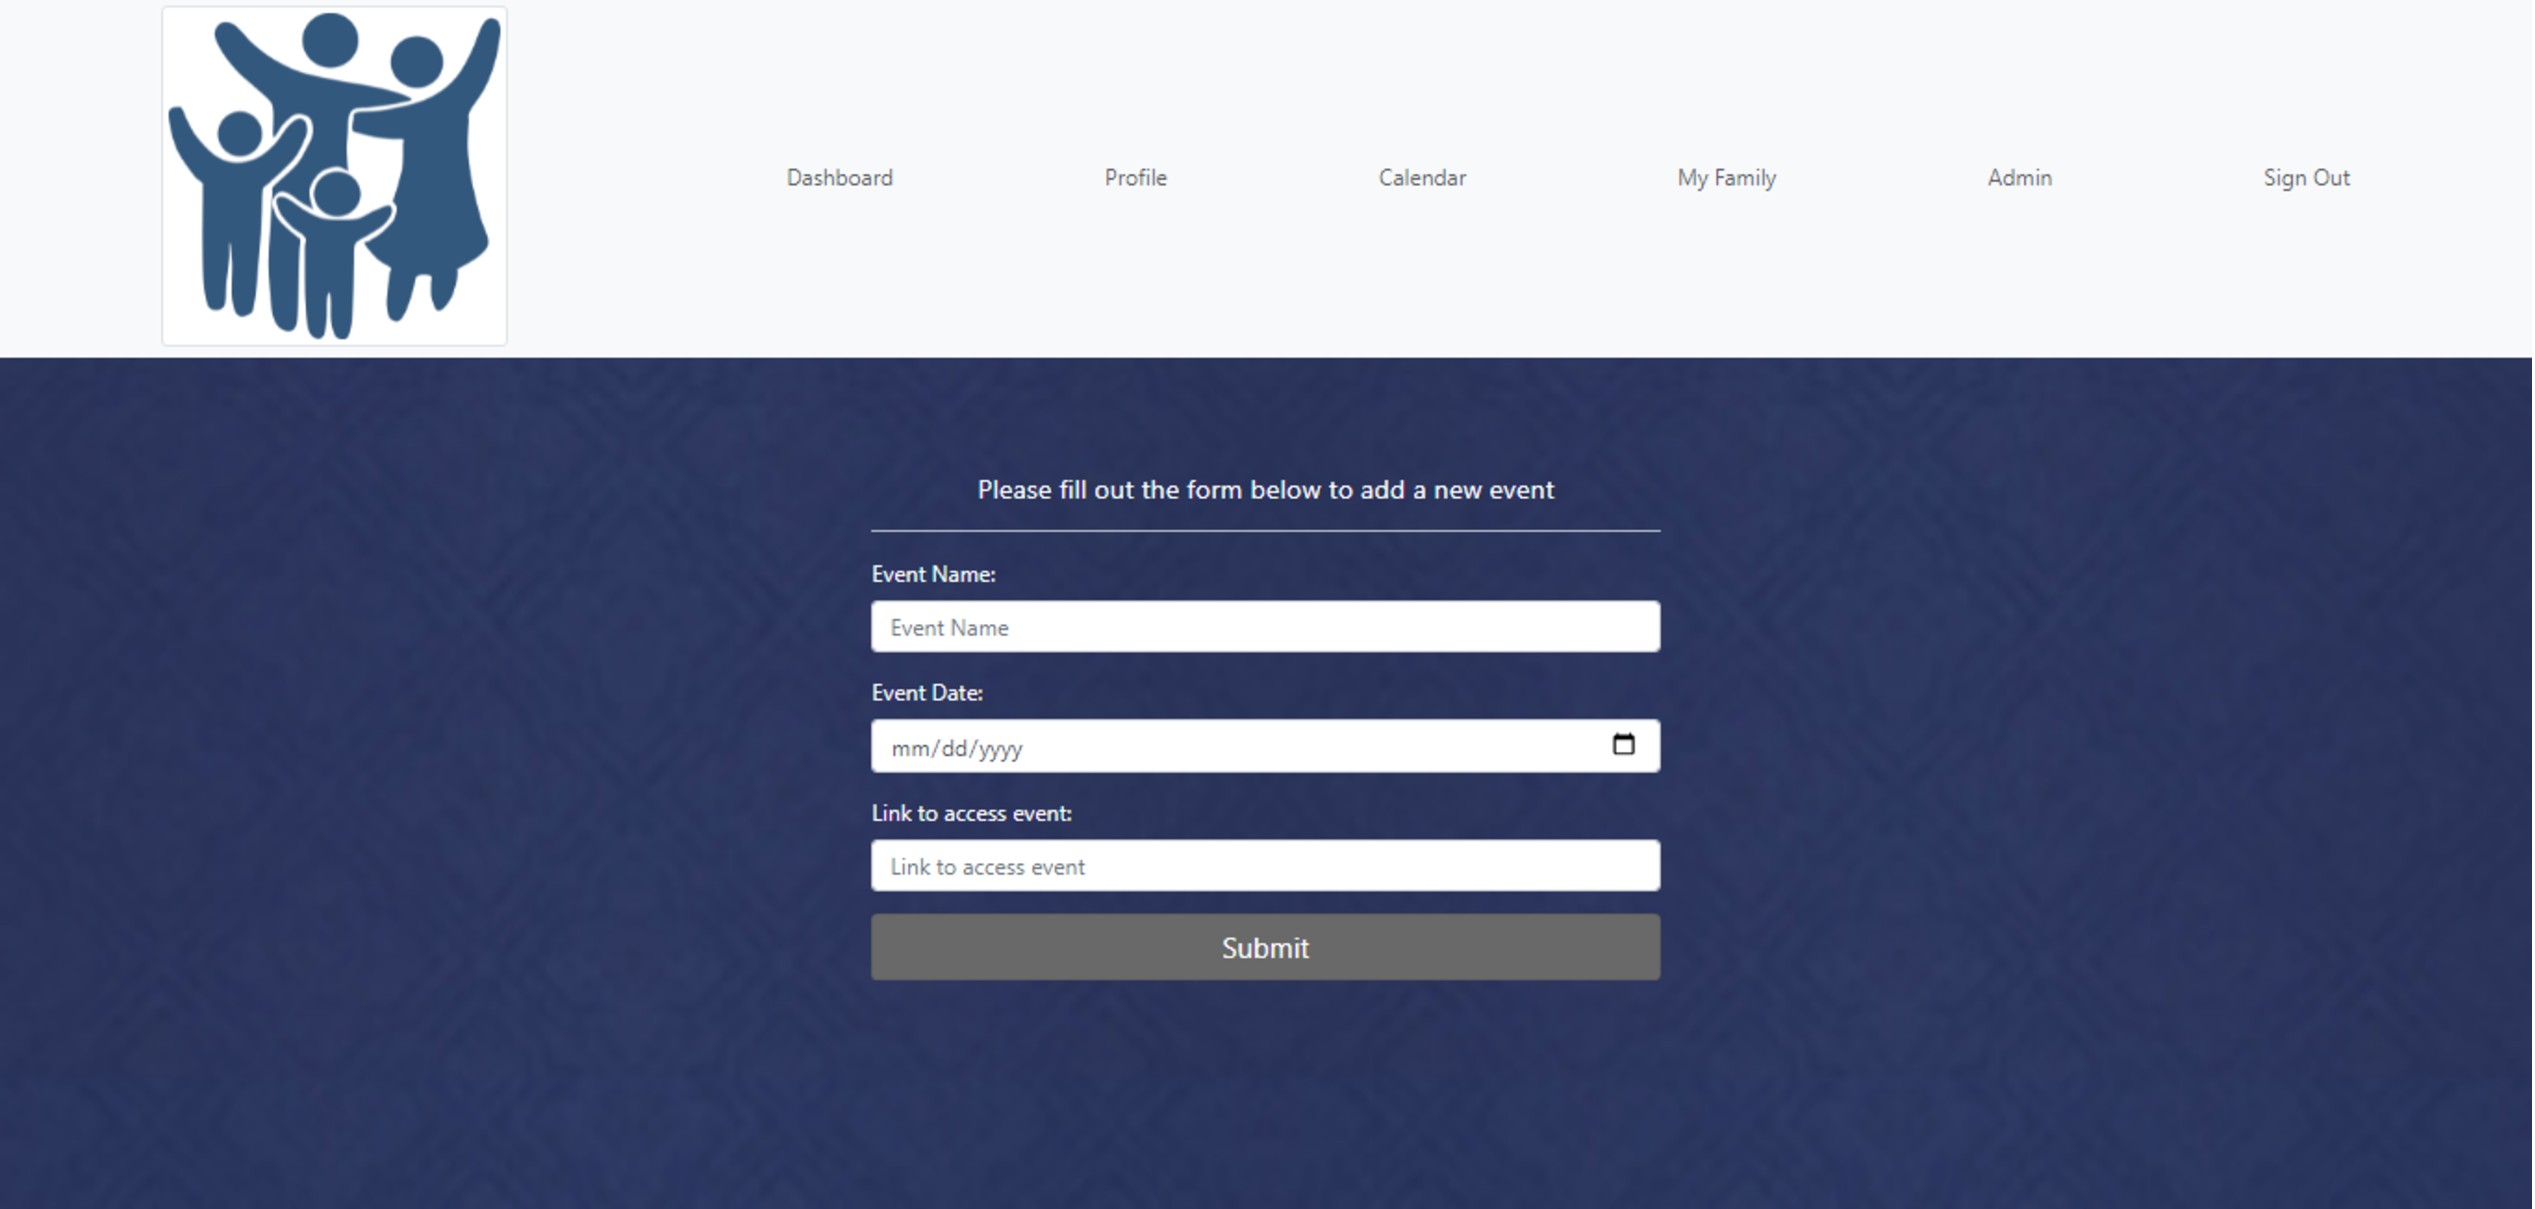 Dashboard Profile Calendar My Family Admin Sign Out
Please fill out the form below to add a new event
Event Name:
Event Name
Event Date:
mm/dd/yyyy
Link to access event:
Link to access event
Submit